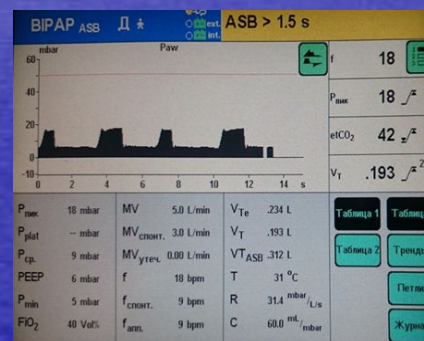 BIPAP ASB
ext.
int.
ASB > 1.5 s
mbar
Paw
60
40
20
0
-10
0 2 4 6 8 10 12 14 s
f 18
Pпик 18
etCO2 42
VT .193
Pпик 18 mbar MV 5.0 L/min VTe .234 L
Pplat -- mbar MVспонт. 3.0 L/min VT .193 L
Pср. 9 mbar MVутеч. 0.00 L/min VTASB .312 L
PEEP 6 mbar f 18 bpm T 31 °C
Pmin 5 mbar fспонт. 9 bpm R 31.4 mbar/L/s
FiO2 40 Vol% fапп. 9 bpm C 60.0 mL/mbar
Таблица 1
Таблица 2